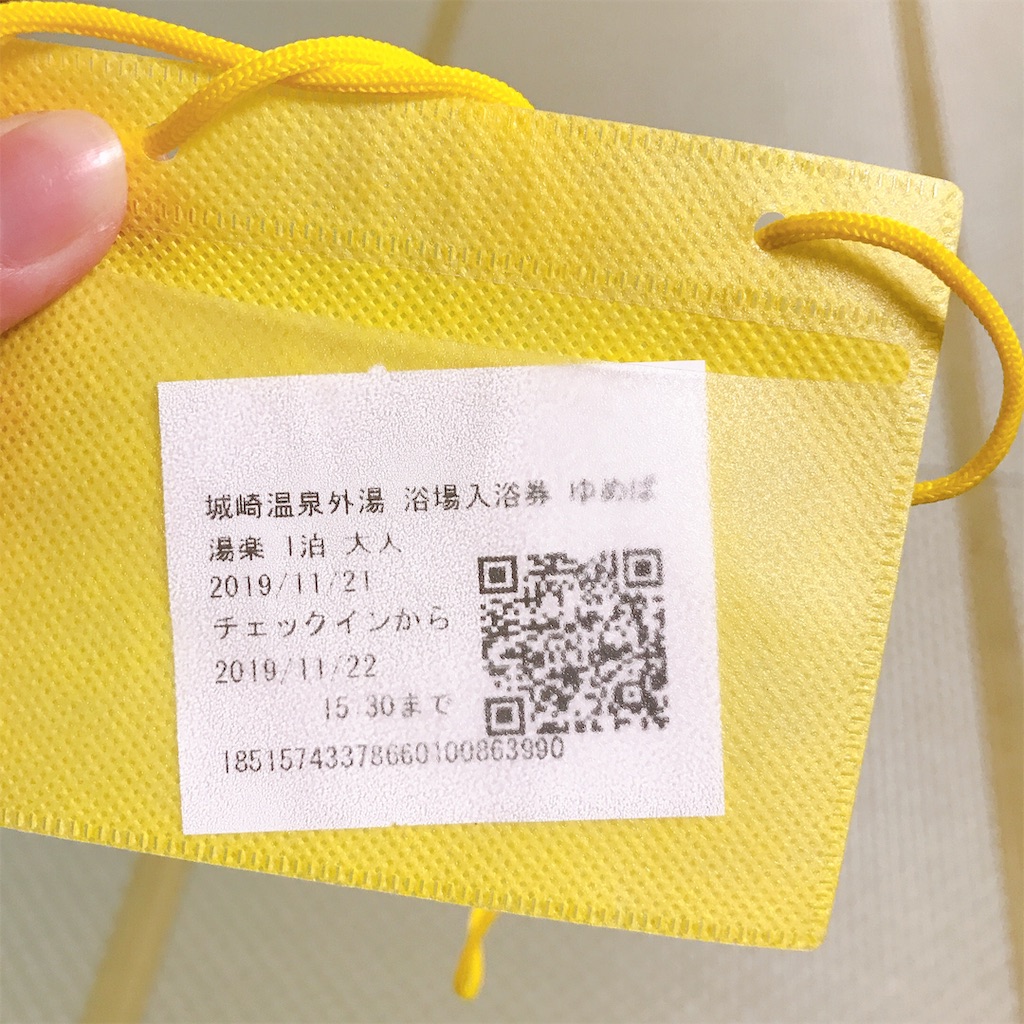 城崎温泉外湯 浴場入浴券 ゆめぱ
湯楽 1泊 大人
2019/11/21
チェックインから
2019/11/22
15:30まで
18515743378660100863990